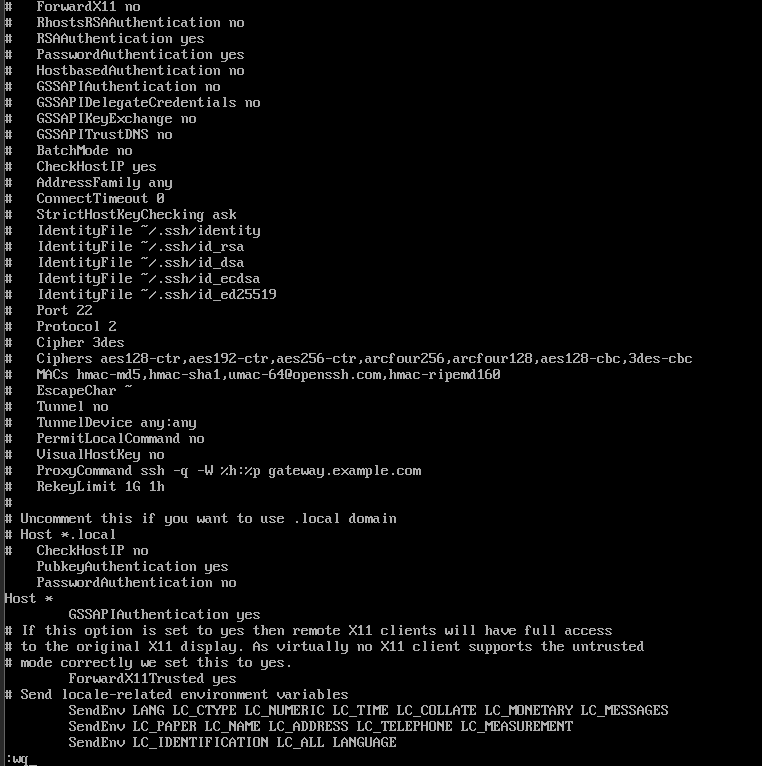 #   ForwardX11 no
#   RhostsRSAAuthentication no
#   RSAAuthentication yes
#   PasswordAuthentication yes
#   HostbasedAuthentication no
#   GSSAPIAuthentication no
#   GSSAPIDelegateCredentials no
#   GSSAPIKeyExchange no
#   GSSAPITrustDNS no
#   BatchMode no
#   CheckHostIP yes
#   AddressFamily any
#   ConnectTimeout 0
#   StrictHostKeyChecking ask
#   IdentityFile ~/.ssh/identity
#   IdentityFile ~/.ssh/id_rsa
#   IdentityFile ~/.ssh/id_dsa
#   IdentityFile ~/.ssh/id_ecdsa
#   IdentityFile ~/.ssh/id_ed25519
#   Port 22
#   Protocol 2
#   Cipher 3des
#   Ciphers aes128-ctr,aes192-ctr,aes256-ctr,arcfour256,arcfour128,aes128-cbc,3des-cbc
#   MACs hmac-md5,hmac-sha1,umac-64@openssh.com,hmac-ripemd160
#   EscapeChar ~
#   Tunnel no
#   TunnelDevice any:any
#   PermitLocalCommand no
#   VisualHostKey no
#   ProxyCommand ssh -q -W %h:%p gateway.example.com
#   RekeyLimit 1G 1h
#
# Uncomment this if you want to use .local domain
# Host *.local
#   CheckHostIP no
    PubkeyAuthentication yes
    PasswordAuthentication no
Host *
        GSSAPIAuthentication yes
# If this option is set to yes then remote X11 clients will have full access
# to the original X11 display. As virtually no X11 client supports the untrusted
# mode correctly we set this to yes.
        ForwardX11Trusted yes
# Send locale-related environment variables
        SendEnv LANG LC_CTYPE LC_NUMERIC LC_TIME LC_COLLATE LC_MONETARY LC_MESSAGES
        SendEnv LC_PAPER LC_NAME LC_ADDRESS LC_TELEPHONE LC_MEASUREMENT
        SendEnv LC_IDENTIFICATION LC_ALL LANGUAGE
:wq